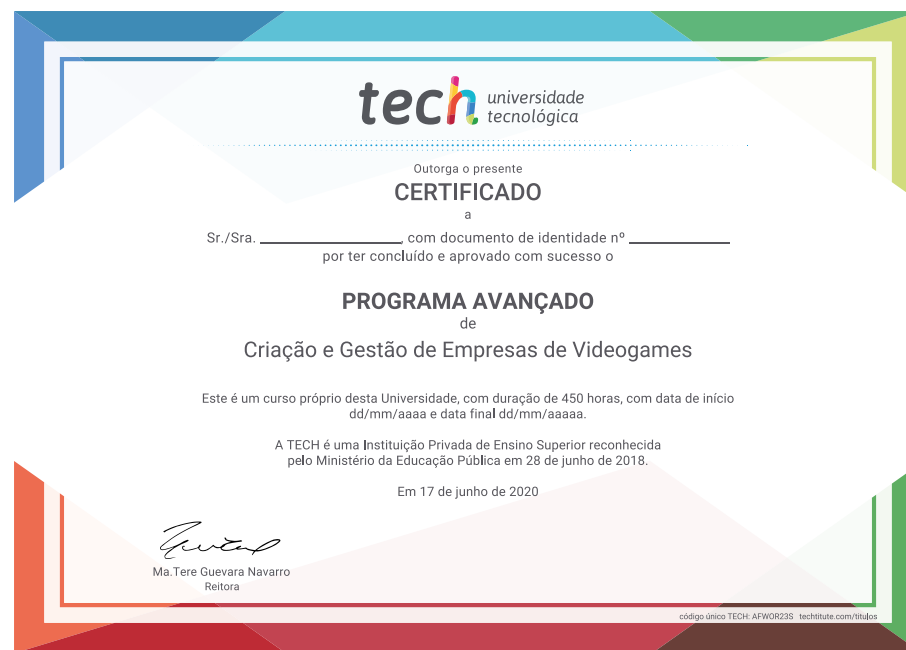 tech universidade
tecnológica
Outorga o presente
CERTIFICADO
a
Sr./Sra. ________________, com documento de identidade nº ____________
por ter concluído e aprovado com sucesso o
PROGRAMA AVANÇADO
de
Criação e Gestão de Empresas de Videogames
Este é um curso próprio desta Universidade, com duração de 450 horas, com data de início
dd/mm/aaaa e data final dd/mm/aaaaa.
A TECH é uma Instituição Privada de Ensino Superior reconhecida
pelo Ministério da Educação Pública em 28 de junho de 2018.
Em 17 de junho de 2020
Ma.Tere Guevara Navarro
Reitora
código único TECH: AFWOR23S techtitute.com/titulos